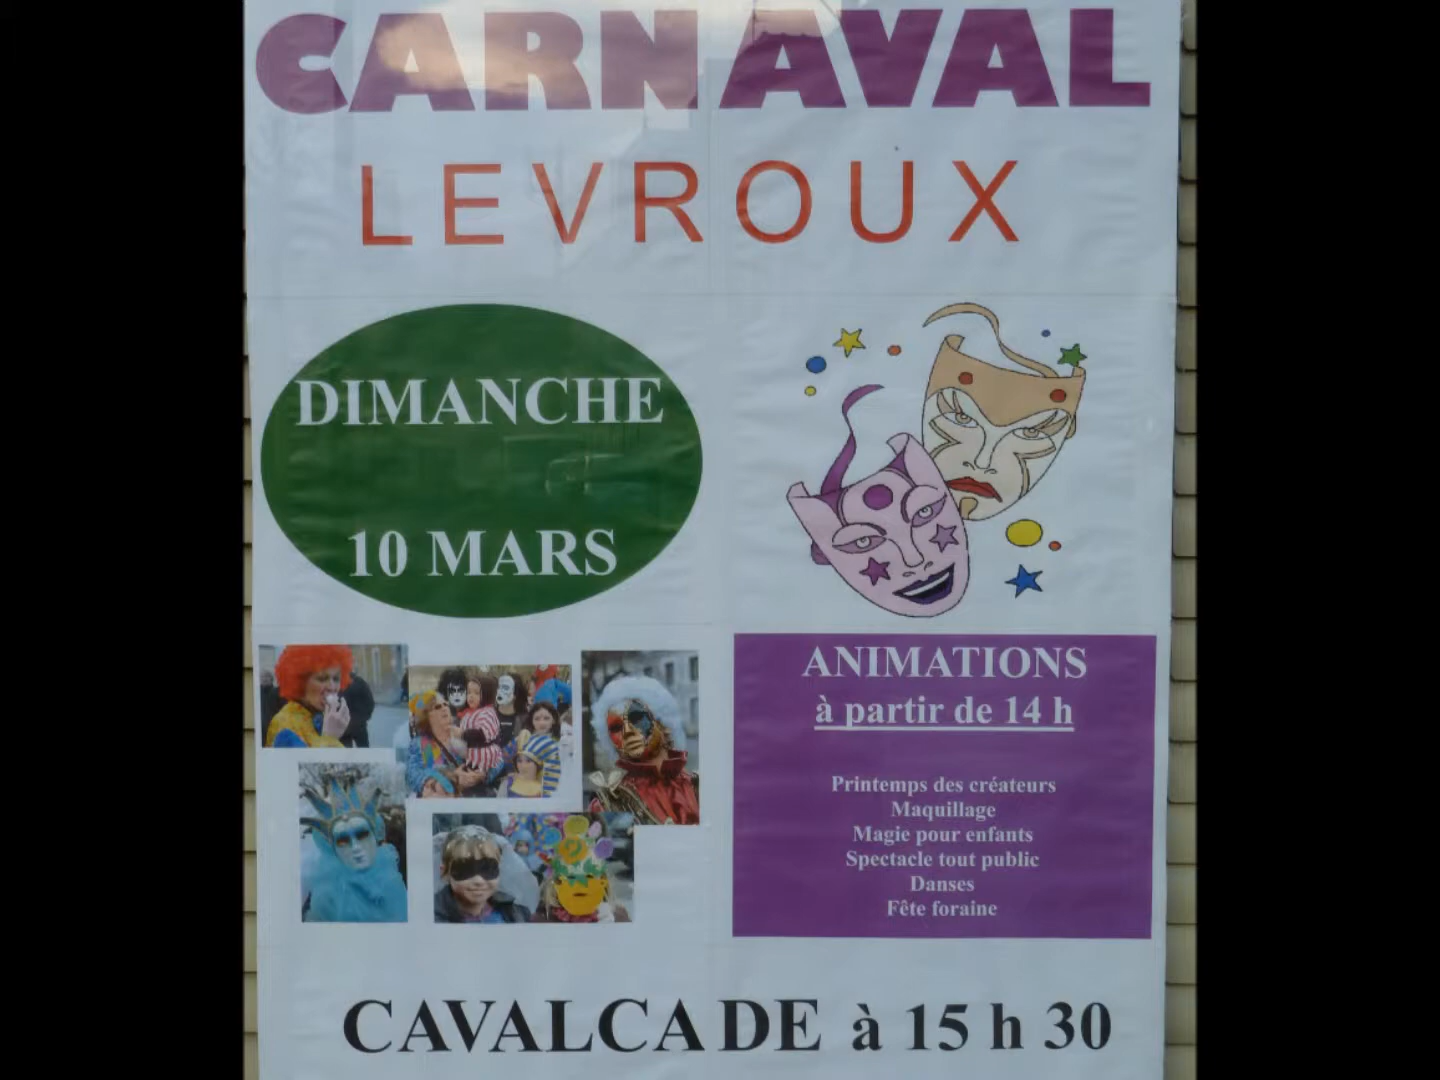 CARNAVAL
LEVROUX
DIMANCHE
10 MARS
ANIMATIONS
à partir de 14 h
Printemps des créateurs
Maquillage
Magie pour enfants
Spectacle tout public
Danses
Fête foraine
CAVALCADE à 15 h 30